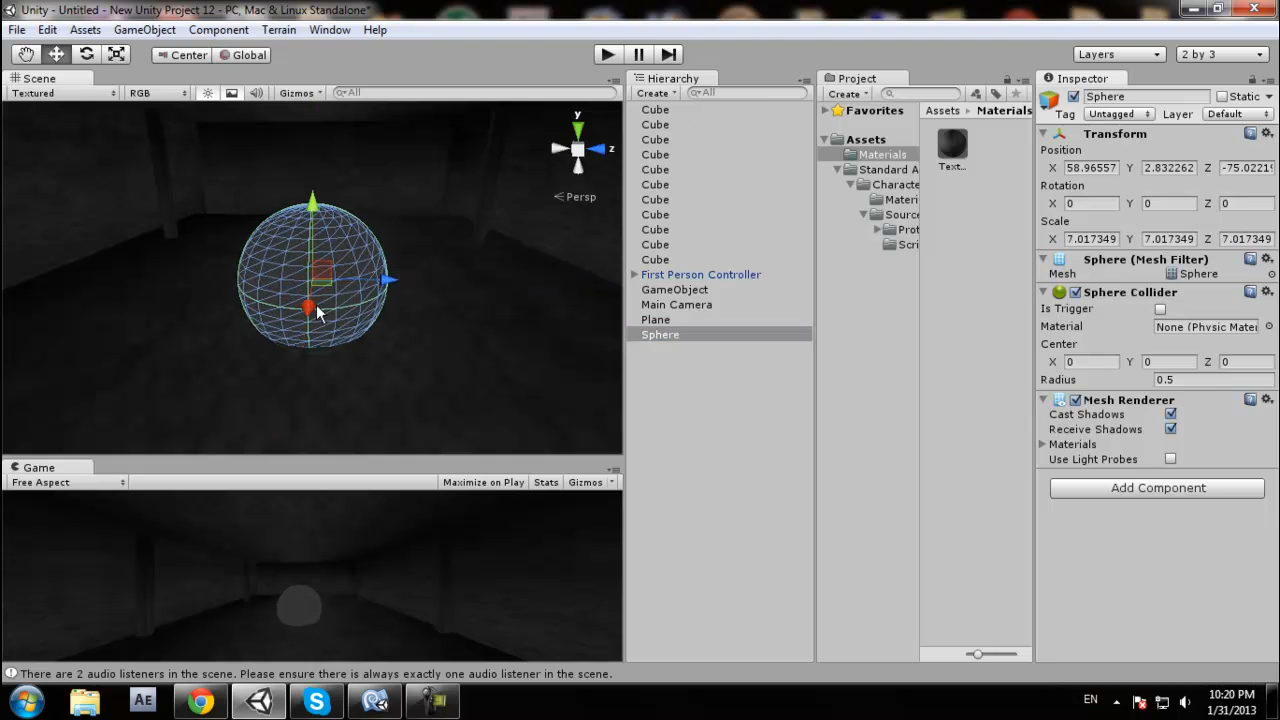 Unity - Untitled - New Unity Project 12 - PC, Mac & Linux Standalone*
File Edit Assets GameObject Component Terrain Window Help
Center Global Layers 2 by 3
Scene
Textured RGB Gizmos All
y
z
Persp
Game
Free Aspect Maximize on Play Stats Gizmos
Hierarchy
Create All
Cube
Cube
Cube
Cube
Cube
Cube
Cube
Cube
Cube
Cube
Cube
First Person Controller
GameObject
Main Camera
Plane
Sphere
Project
Create
Favorites
Assets
Materials
Standard A
Characte
Materi
Source
Prot
Scri
Assets Materials
Text...
Inspector
Sphere Static
Tag Untagged Layer Default
Transform
Position
X 58.96557 Y 2.832262 Z -75.02219
Rotation
X 0 Y 0 Z 0
Scale
X 7.017349 Y 7.017349 Z 7.017349
Sphere (Mesh Filter)
Mesh Sphere
Sphere Collider
Is Trigger
Material None (Physic Mater
Center
X 0 Y 0 Z 0
Radius 0.5
Mesh Renderer
Cast Shadows
Receive Shadows
Materials
Use Light Probes
Add Component
There are 2 audio listeners in the scene. Please ensure there is always exactly one audio listener in the scene.
AE
EN
10:20 PM
1/31/2013